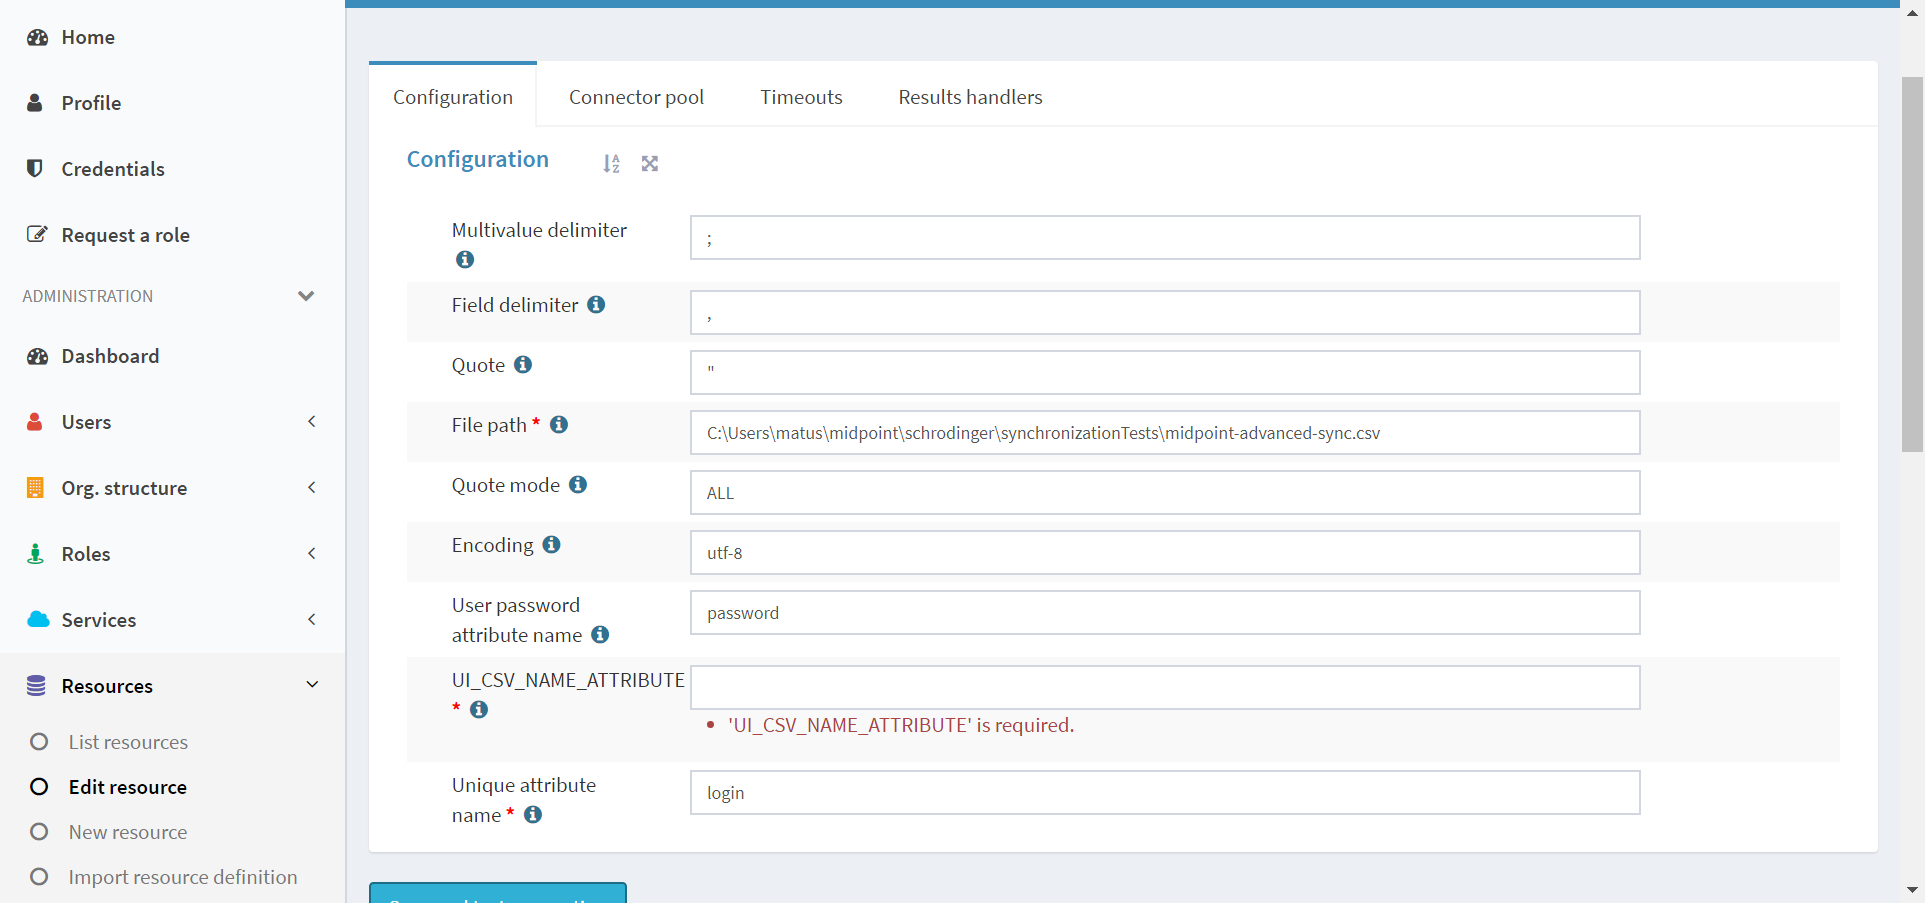 Home
Profile
Credentials
Request a role
ADMINISTRATION
Dashboard
Users
Org. structure
Roles
Services
Resources
List resources
Edit resource
New resource
Import resource definition
Configuration
Connector pool
Timeouts
Results handlers
Configuration
Multivalue delimiter
;
Field delimiter
,
Quote
"
File path *
C:\Users\matus\midpoint\schrodinger\synchronizationTests\midpoint-advanced-sync.csv
Quote mode
ALL
Encoding
utf-8
User password
attribute name
password
UI_CSV_NAME_ATTRIBUTE
*
• 'UI_CSV_NAME_ATTRIBUTE' is required.
Unique attribute
name *
login